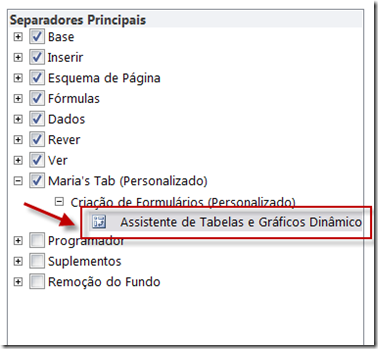 Separadores Principais
Base
Inserir
Esquema de Página
Fórmulas
Dados
Rever
Ver
Maria's Tab (Personalizado)
Criação de Formulários (Personalizado)
Assistente de Tabelas e Gráficos Dinâmico
Programador
Suplementos
Remoção do Fundo